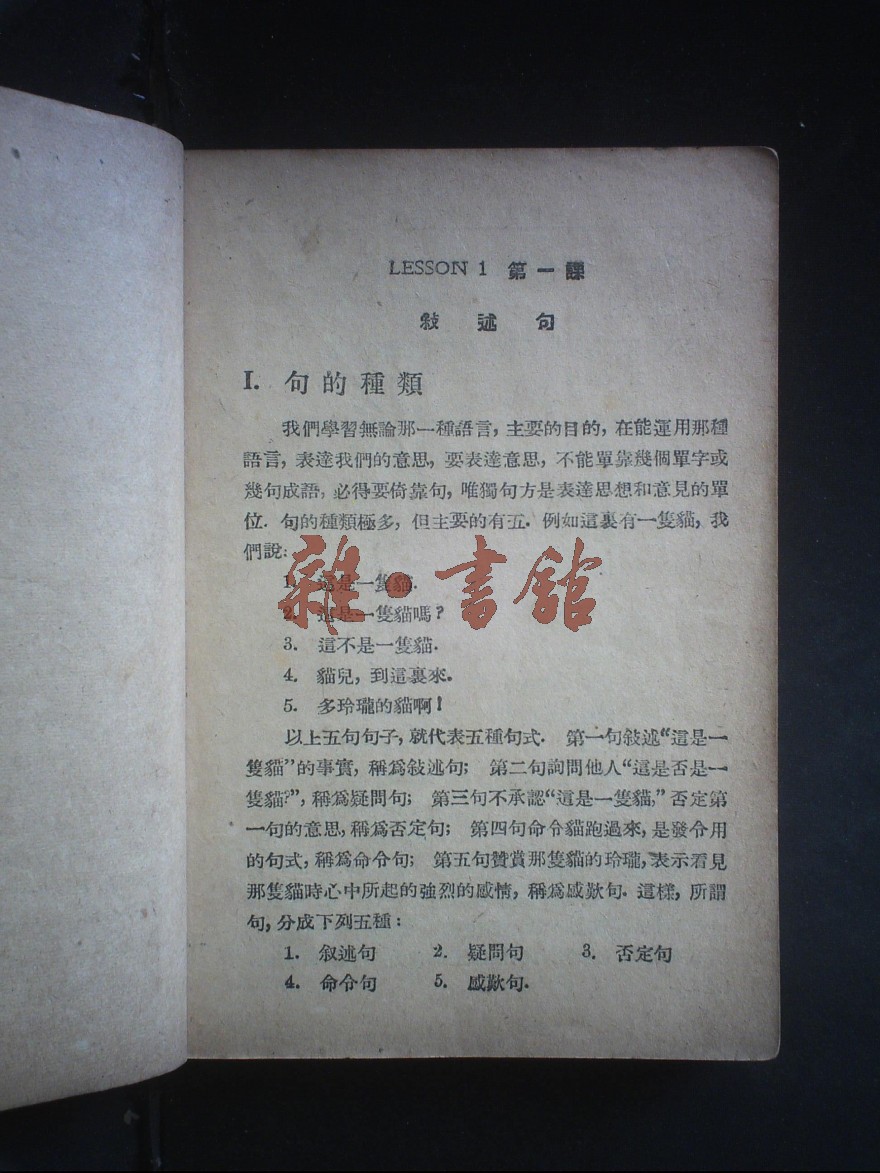 LESSON 1 第一課
敍述句
I. 句的種類
我們學習無論那一種語言，主要的目的，在能運用那種
語言，表達我們的意思，要表達意思，不能單靠幾個單字或
幾句成語，必得要倚靠句，唯獨句方是表達思想和意見的單
位．句的種類極多，但主要的有五．例如這裏有一隻貓，我
們說：
1. 這是一隻貓．
2. 這是一隻貓嗎？
3. 這不是一隻貓．
4. 貓兒，到這裏來．
5. 多玲瓏的貓啊！
雜·書館
以上五句句子，就代表五種句式． 第一句敍述“這是一
隻貓”的事實，稱爲敍述句； 第二句詢問他人“這是否是一
隻貓？”，稱爲疑問句； 第三句不承認“這是一隻貓，”否定第
一句的意思，稱爲否定句； 第四句命令貓跑過來，是發令用
的句式，稱爲命令句； 第五句贊賞那隻貓的玲瓏，表示看見
那隻貓時心中所起的強烈的感情，稱爲感歎句．這樣，所謂
句，分成下列五種：
1. 叙述句 2. 疑問句 3. 否定句
4. 命令句 5. 感歎句．